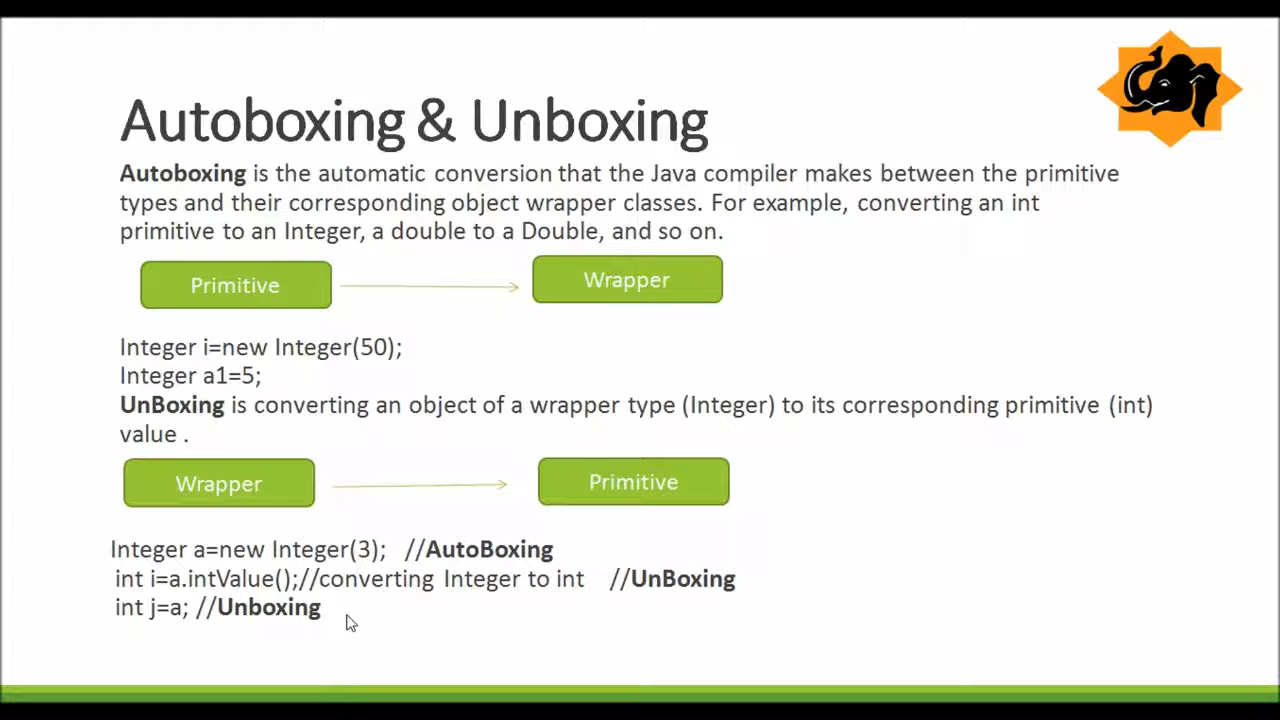 Autoboxing & Unboxing
Autoboxing is the automatic conversion that the Java compiler makes between the primitive
types and their corresponding object wrapper classes. For example, converting an int
primitive to an Integer, a double to a Double, and so on.
Primitive
Wrapper
Integer i=new Integer(50);
Integer a1=5;
UnBoxing is converting an object of a wrapper type (Integer) to its corresponding primitive (int)
value .
Wrapper
Primitive
Integer a=new Integer(3); //AutoBoxing
int i=a.intValue();//converting Integer to int //UnBoxing
int j=a; //Unboxing